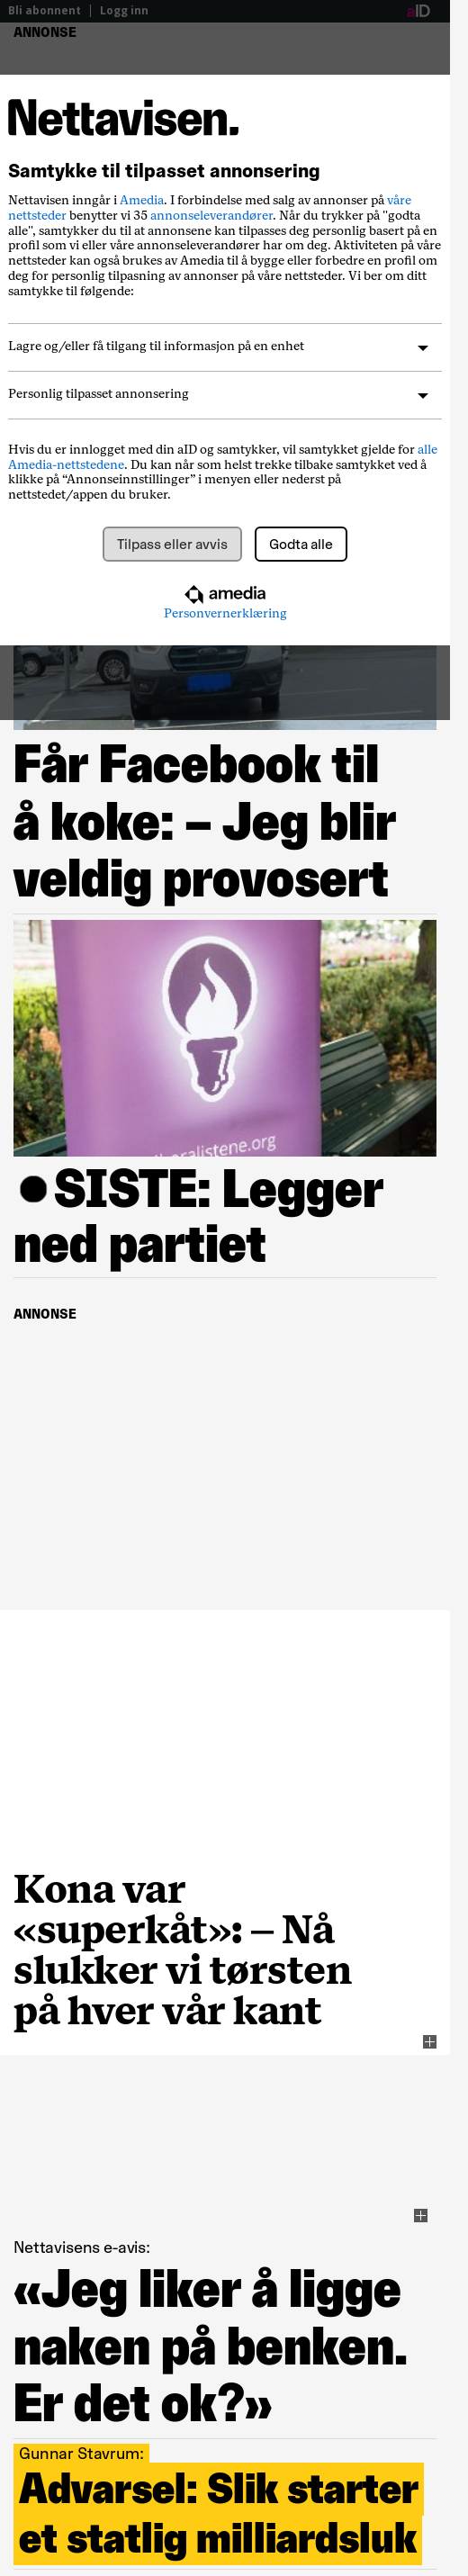 Bli abonnent | Logg inn
aID
ANNONSE
Nettavisen.
Samtykke til tilpasset annonsering
Nettavisen inngår i Amedia. I forbindelse med salg av annonser på våre
nettsteder benytter vi 35 annonseleverandører. Når du trykker på "godta
alle", samtykker du til at annonsene kan tilpasses deg personlig basert på en
profil som vi eller våre annonseleverandører har om deg. Aktiviteten på våre
nettsteder kan også brukes av Amedia til å bygge eller forbedre en profil om
deg for personlig tilpasning av annonser på våre nettsteder. Vi ber om ditt
samtykke til følgende:
Lagre og/eller få tilgang til informasjon på en enhet
Personlig tilpasset annonsering
Hvis du er innlogget med din aID og samtykker, vil samtykket gjelde for alle
Amedia-nettstedene. Du kan når som helst trekke tilbake samtykket ved å
klikke på “Annonseinnstillinger” i menyen eller nederst på
nettstedet/appen du bruker.
Tilpass eller avvis
Godta alle
amedia
Personvernerklæring
Får Facebook til
å koke: – Jeg blir
veldig provosert
eralistene.org
SISTE: Legger
ned partiet
ANNONSE
Kona var
«superkåt»: – Nå
slukker vi tørsten
på hver vår kant
Nettavisens e-avis:
«Jeg liker å ligge
naken på benken.
Er det ok?»
Gunnar Stavrum:
Advarsel: Slik starter
et statlig milliardsluk